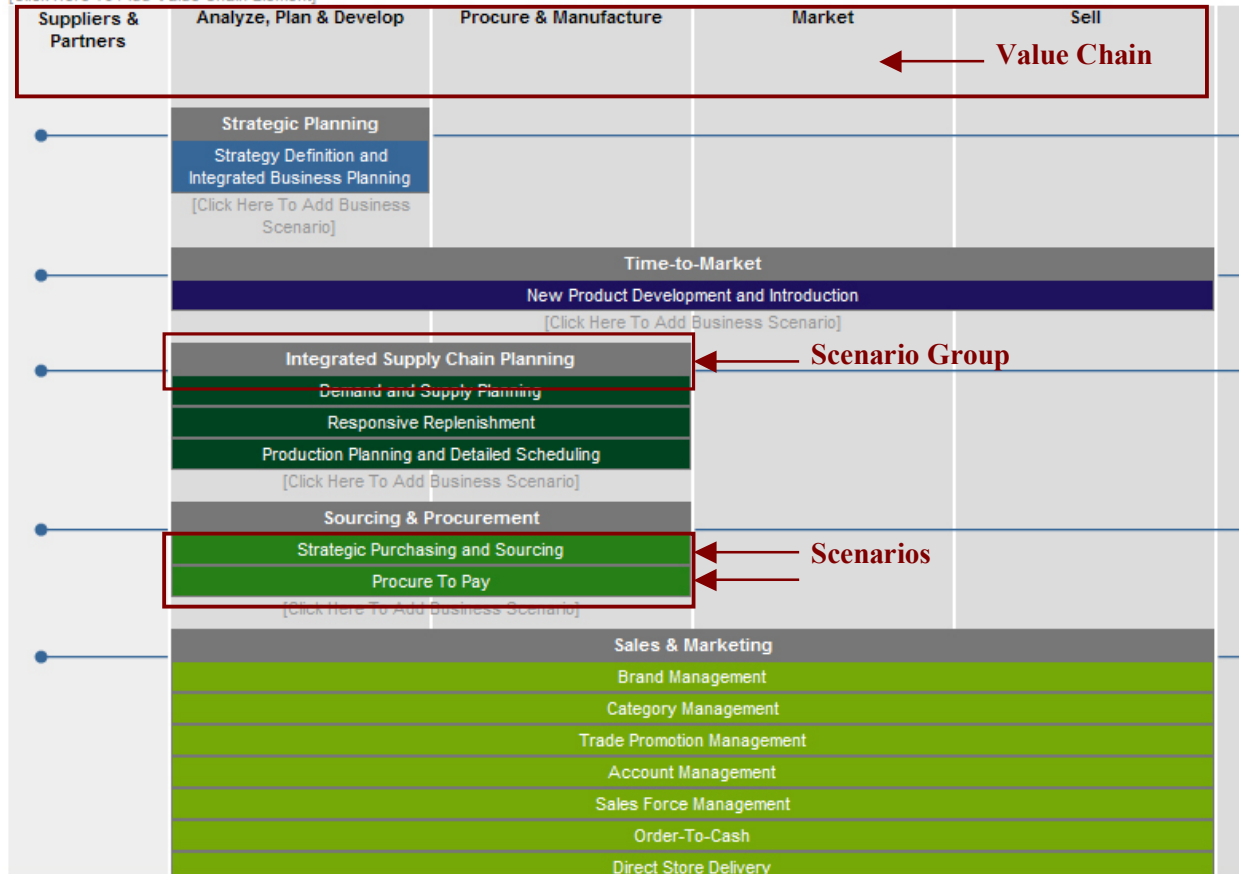 Suppliers & Partners
Analyze, Plan & Develop
Procure & Manufacture
Market
Sell
Value Chain
Strategic Planning
Strategy Definition and
Integrated Business Planning
[Click Here To Add Business
Scenario]
Time-to-Market
New Product Development and Introduction
[Click Here To Add Business Scenario]
Integrated Supply Chain Planning
Scenario Group
Demand and Supply Planning
Responsive Replenishment
Production Planning and Detailed Scheduling
[Click Here To Add Business Scenario]
Sourcing & Procurement
Strategic Purchasing and Sourcing
Scenarios
Procure To Pay
[Click Here To Add Business Scenario]
Sales & Marketing
Brand Management
Category Management
Trade Promotion Management
Account Management
Sales Force Management
Order-To-Cash
Direct Store Delivery